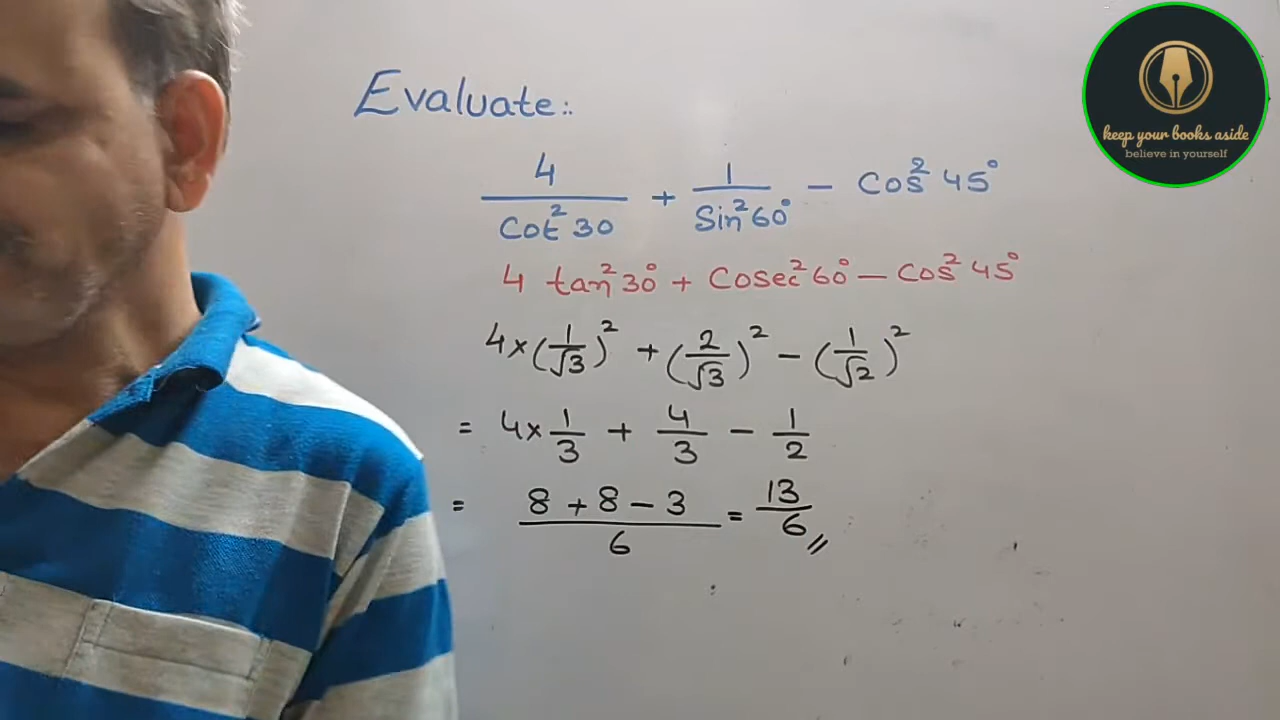 Evaluate::
4/Cot²30 + 1/Sin²60° − Cos²45°
4 tan²30° + Cosec²60° − Cos²45°
4×(1/√3)² + (2/√3)² − (1/√2)²
= 4×1/3 + 4/3 − 1/2
= (8+8−3)/6 = 13/6 //
keep your books aside
believe in yourself